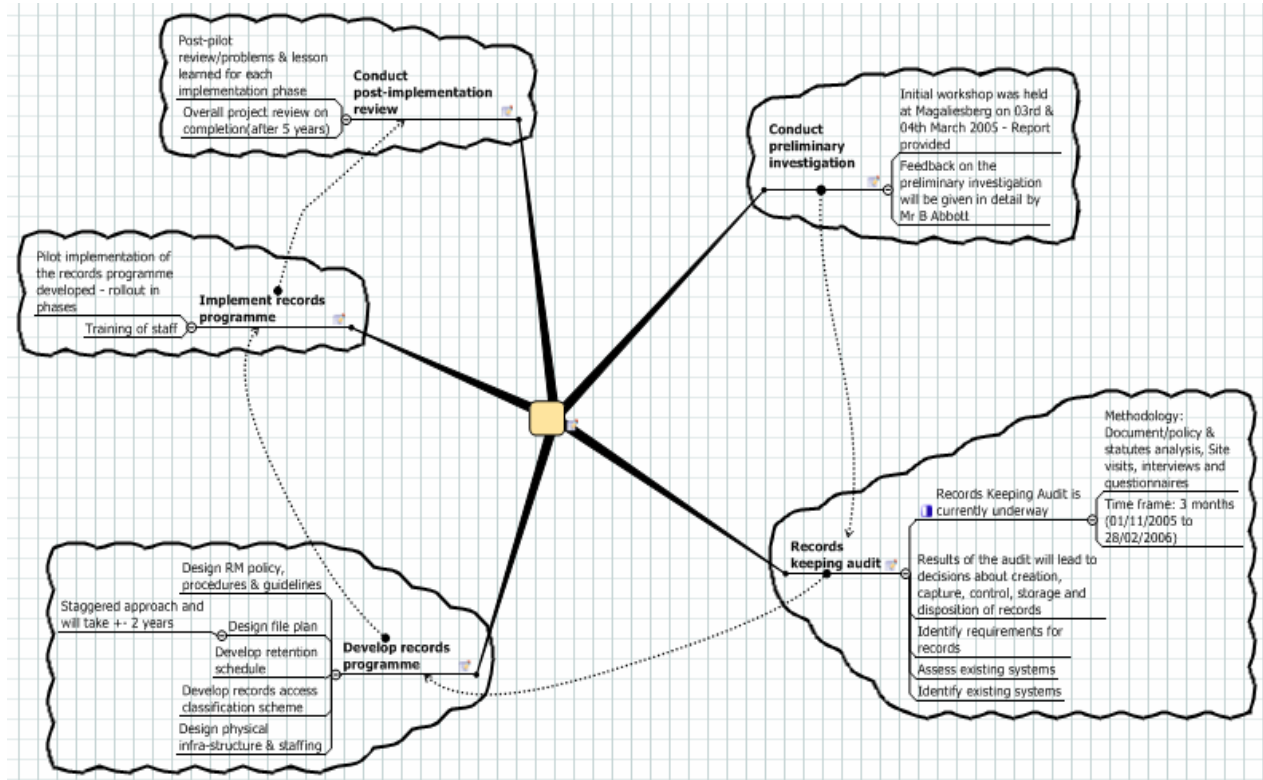 Post-pilot
review/problems & lesson
learned for each
implementation phase
Overall project review on
completion(after 5 years)
Conduct
post-implementation
review
Conduct
preliminary
investigation
Initial workshop was held
at Magaliesberg on 03rd &
04th March 2005 - Report
provided
Feedback on the
preliminary investigation
will be given in detail by
Mr B Abbott
Pilot implementation of
the records programme
developed - rollout in
phases
Training of staff
Implement records
programme
Records
keeping audit
Records Keeping Audit is
currently underway
Methodology:
Document/policy &
statutes analysis, Site
visits, interviews and
questionnaires
Time frame: 3 months
(01/11/2005 to
28/02/2006)
Results of the audit will lead to
decisions about creation,
capture, control, storage and
disposition of records
Identify requirements for
records
Assess existing systems
Identify existing systems
Develop records
programme
Design RM policy,
procedures & guidelines
Staggered approach and
will take +- 2 years
Design file plan
Develop retention
schedule
Develop records access
classification scheme
Design physical
infra-structure & staffing